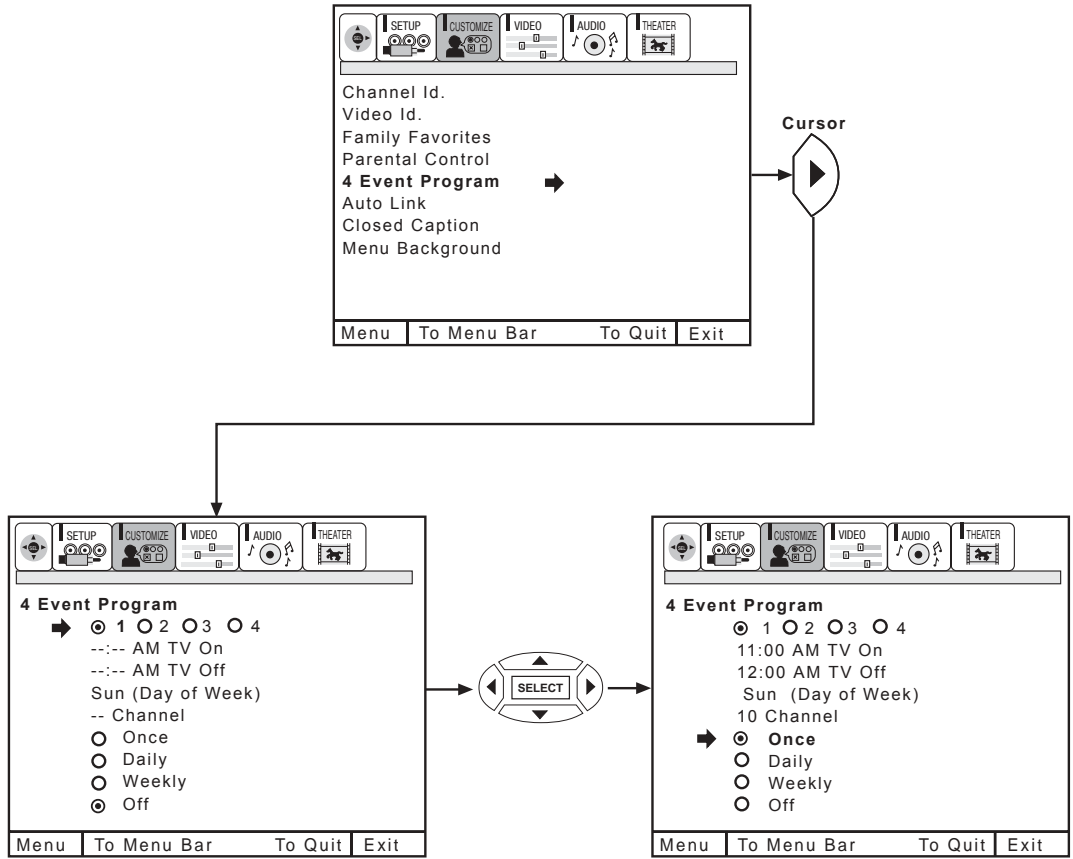 SETUP CUSTOMIZE VIDEO AUDIO THEATER
SEL
Channel Id.
Video Id.
Family Favorites
Parental Control
4 Event Program
Auto Link
Closed Caption
Menu Background
Menu To Menu Bar To Quit Exit
Cursor
SETUP CUSTOMIZE VIDEO AUDIO THEATER
SEL
4 Event Program
1 2 3 4
--:-- AM TV On
--:-- AM TV Off
Sun (Day of Week)
-- Channel
Once
Daily
Weekly
Off
Menu To Menu Bar To Quit Exit
SELECT
SETUP CUSTOMIZE VIDEO AUDIO THEATER
SEL
4 Event Program
1 2 3 4
11:00 AM TV On
12:00 AM TV Off
Sun (Day of Week)
10 Channel
Once
Daily
Weekly
Off
Menu To Menu Bar To Quit Exit